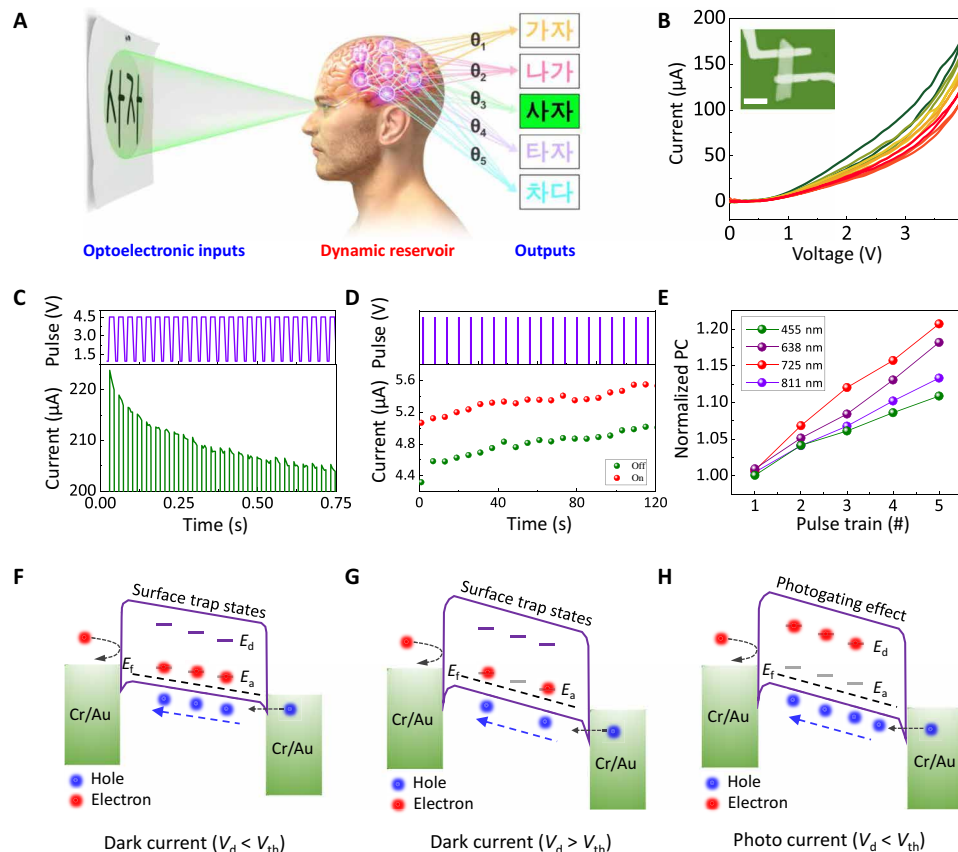 A
사자
θ1
θ2
θ3
θ4
θ5
가자
나가
사자
타자
차다
Optoelectronic inputs
Dynamic reservoir
Outputs
B
Current (μA)
200
150
100
50
0
0
1
2
3
Voltage (V)
C
Pulse (V)
4.5
3.0
1.5
Current (μA)
220
210
200
0.00
0.25
0.50
0.75
Time (s)
D
Pulse (V)
Current (μA)
5.6
4.8
4.4
Off
On
0
40
80
120
Time (s)
E
Normalized PC
1.20
1.15
1.10
1.05
1.00
455 nm
638 nm
725 nm
811 nm
1
2
3
4
5
Pulse train (#)
F
Surface trap states
Ed
Ef
Ea
Cr/Au
Cr/Au
Hole
Electron
Dark current (Vd < Vth)
G
Surface trap states
Ed
Ef
Ea
Cr/Au
Cr/Au
Hole
Electron
Dark current (Vd > Vth)
H
Photogating effect
Ed
Ef
Ea
Cr/Au
Cr/Au
Hole
Electron
Photo current (Vd < Vth)